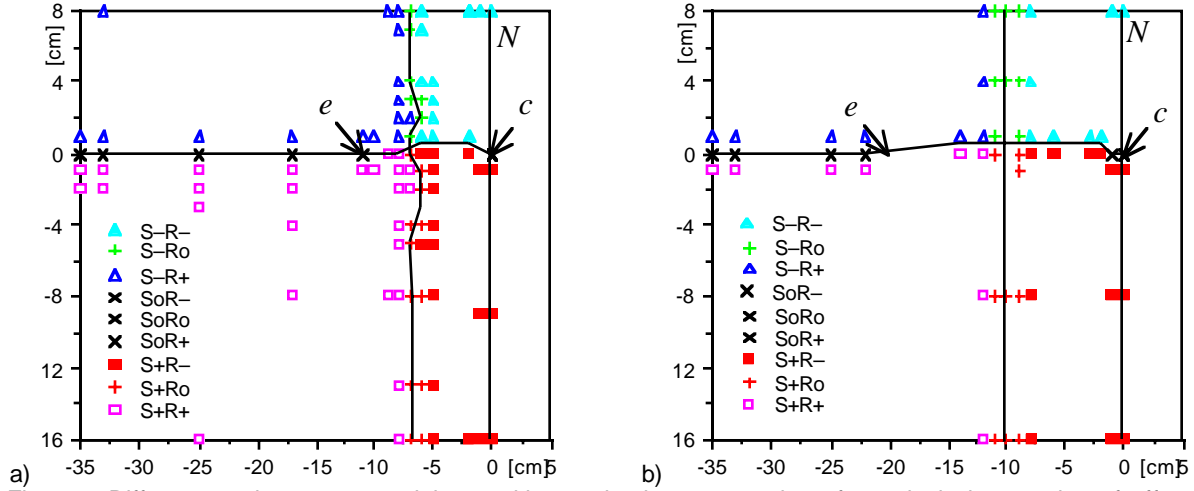 8
[cm]
4
0
-4
-8
12
16
N
e
c
S–R–
S–Ro
S–R+
SoR–
SoRo
SoR+
S+R–
S+Ro
S+R+
-35 -25 -20 -15 -10 -5 0 [cm] 5
a)
8
[cm]
4
0
-4
-8
12
16
N
e
c
S–R–
S–Ro
S–R+
SoR–
SoRo
SoR+
S+R–
S+Ro
S+R+
-35 -25 -20 -15 -10 -5 0 [cm] 5
b)